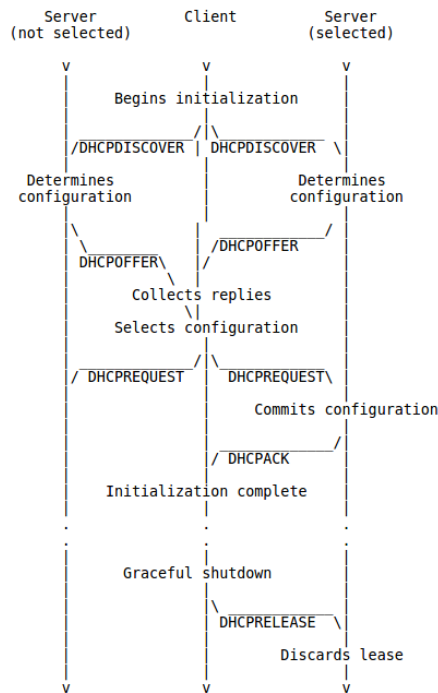 Server Client Server
(not selected) (selected)
v v v
Begins initialization
/DHCPDISCOVER | DHCPDISCOVER \
Determines Determines
configuration configuration
/DHCPOFFER
DHCPOFFER\
Collects replies
Selects configuration
/ DHCPREQUEST DHCPREQUEST\
Commits configuration
/ DHCPACK
Initialization complete
. . .
. . .
Graceful shutdown
DHCPRELEASE \
Discards lease
v v v